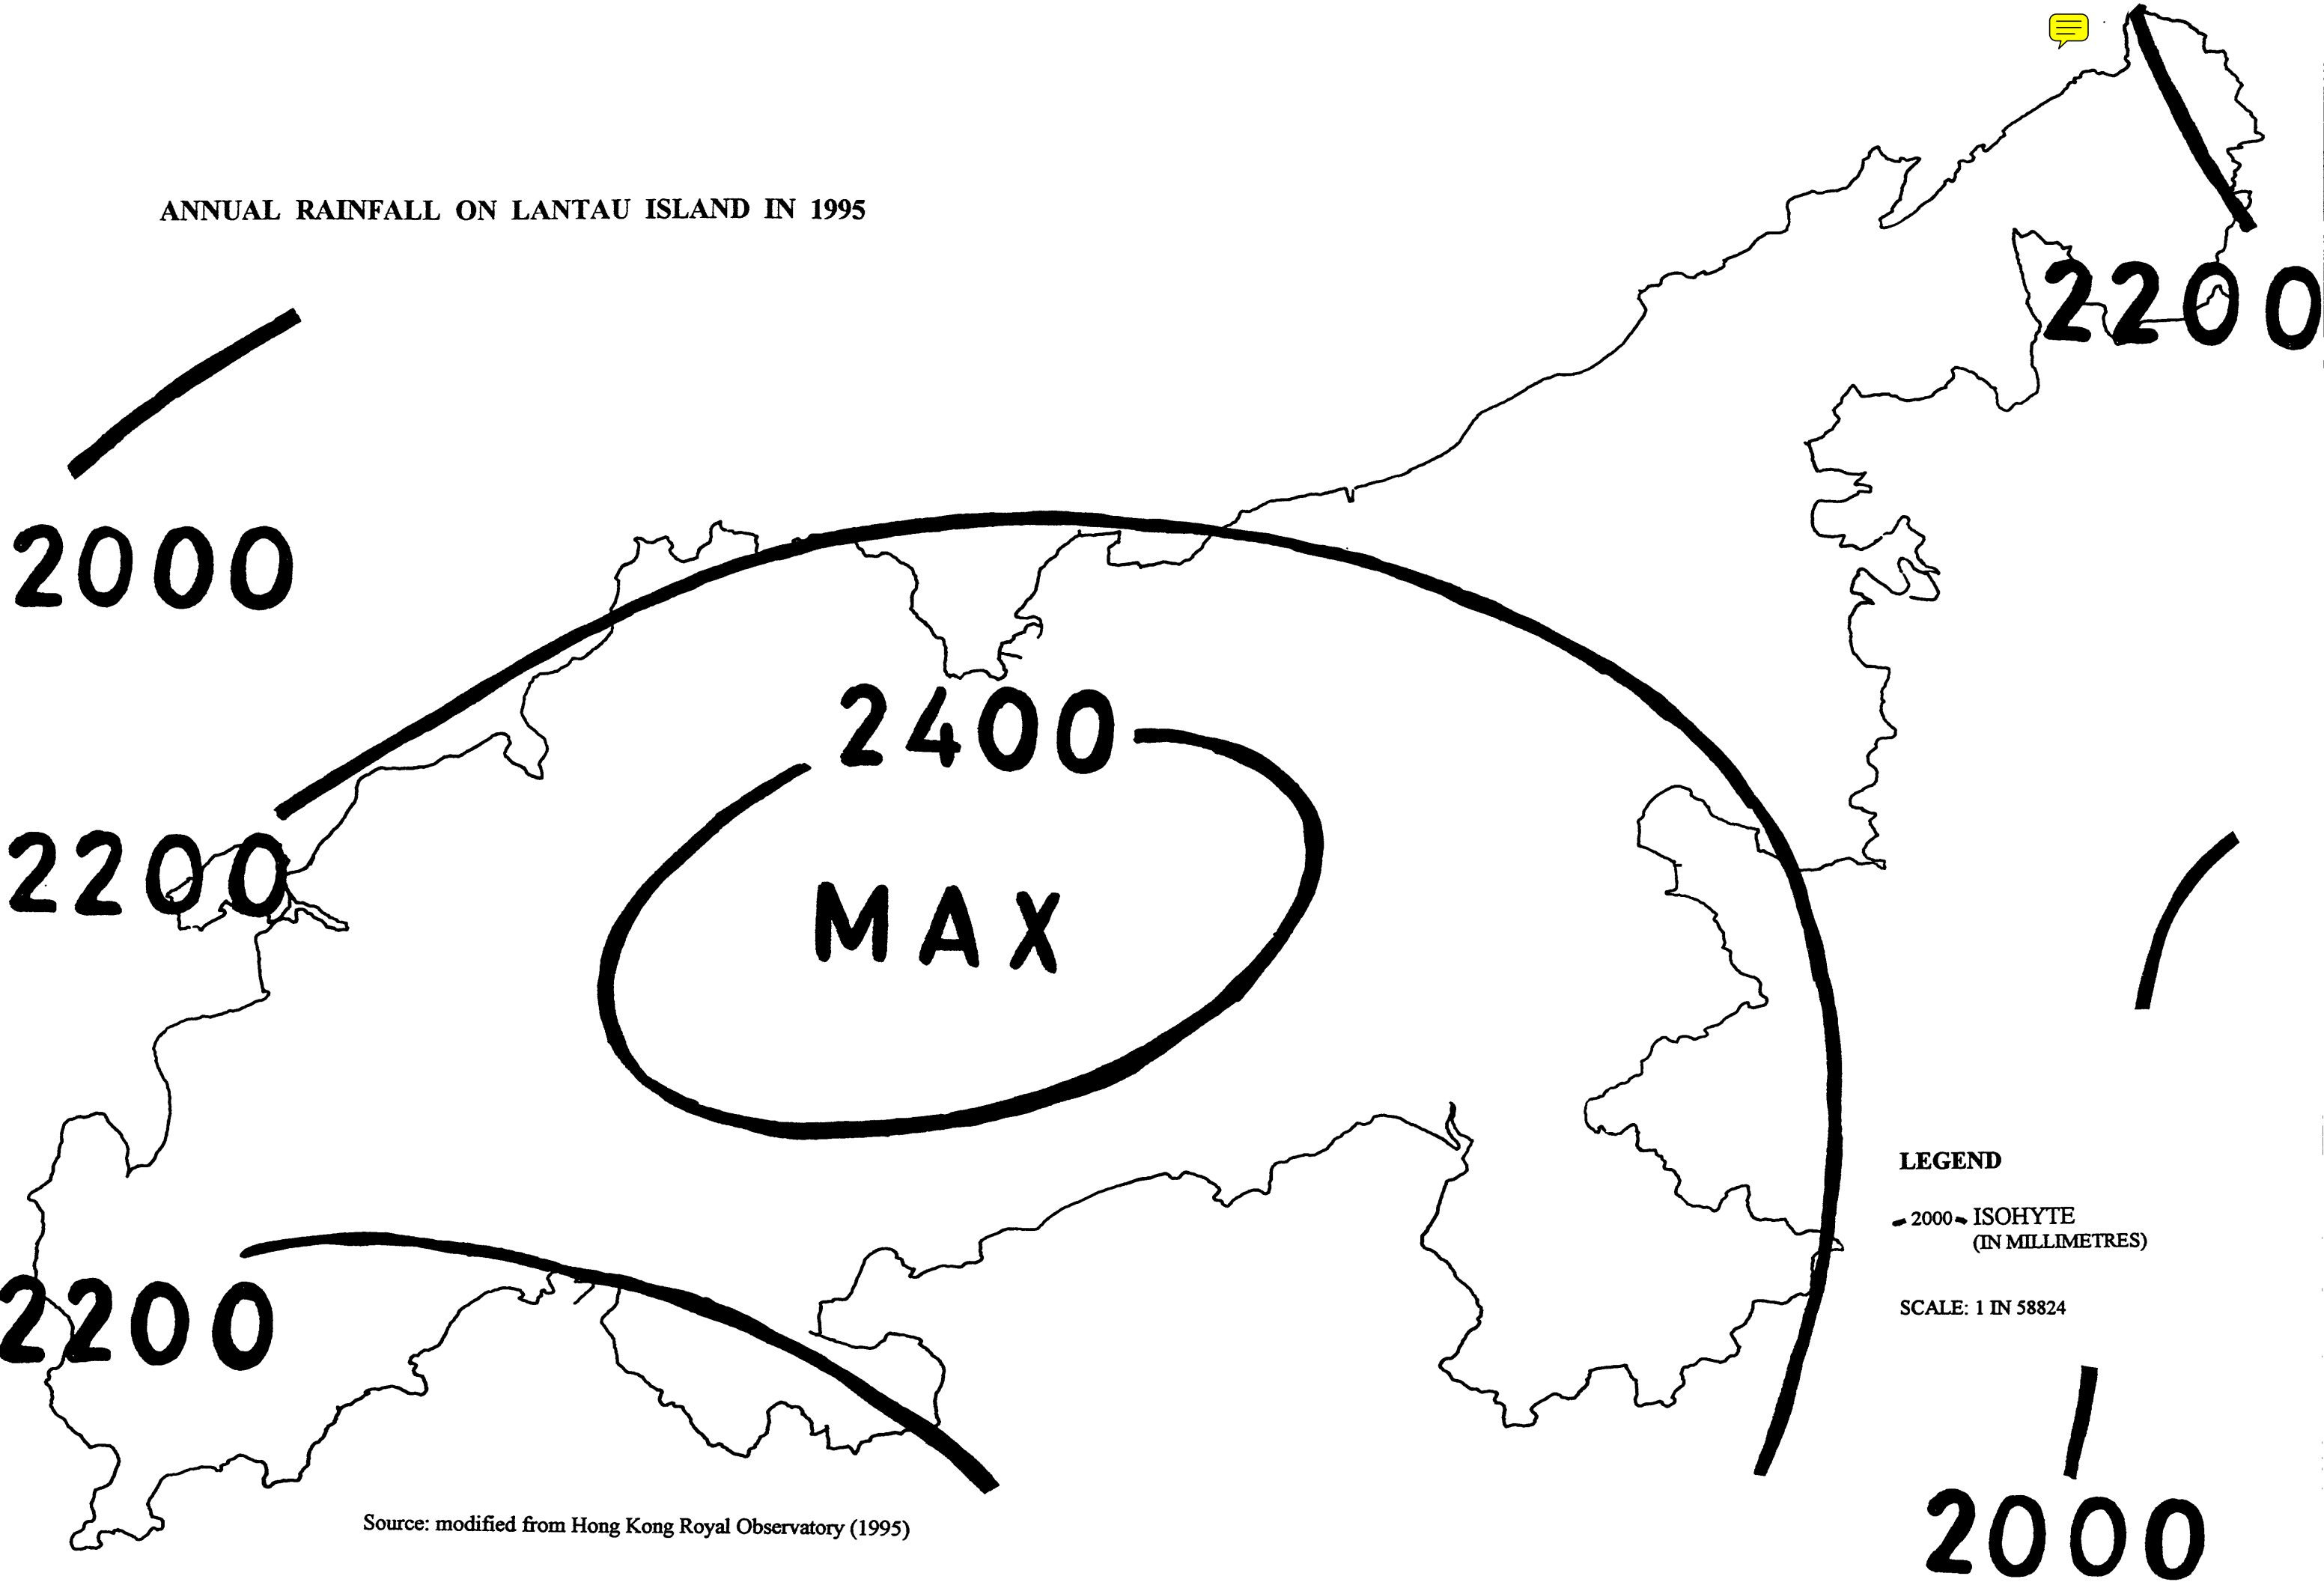 ANNUAL RAINFALL ON LANTAU ISLAND IN 1995
2200
2000
2400
2200
MAX
LEGEND
2000 ISOHYTE
(IN MILLIMETRES)
2200
SCALE: 1 IN 58824
Source: modified from Hong Kong Royal Observatory (1995)
2000